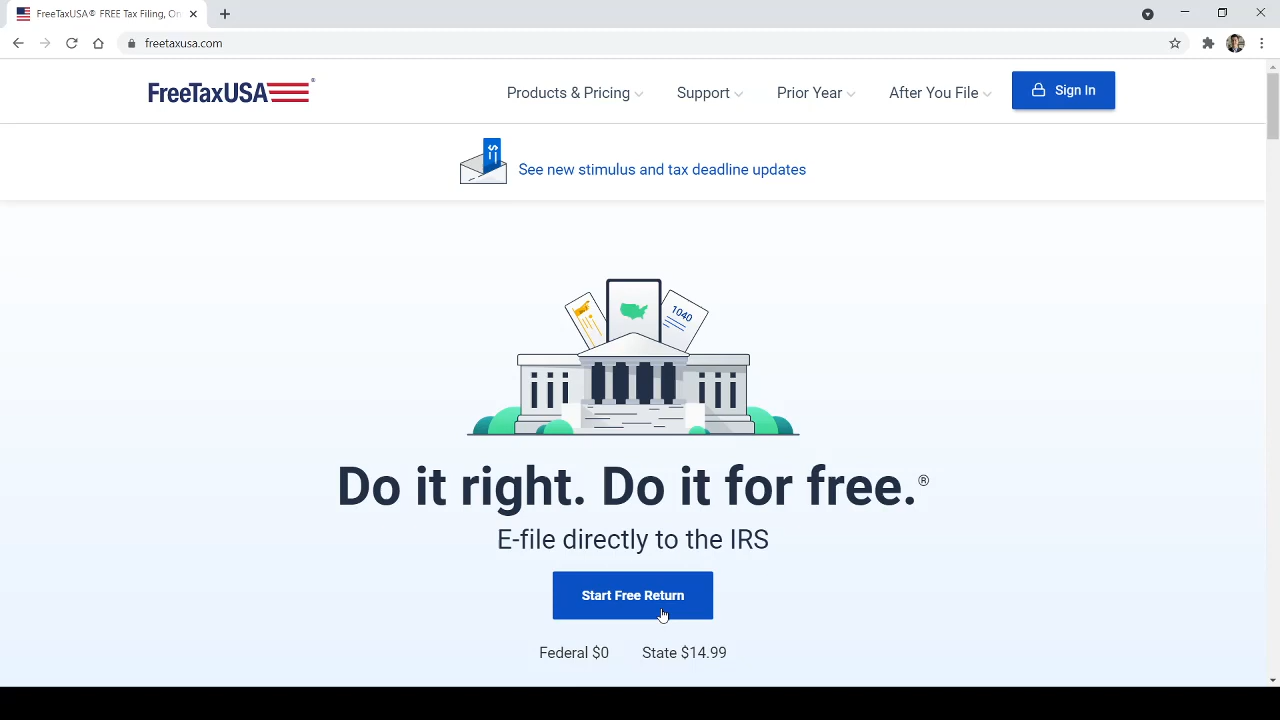 FreeTaxUSA® FREE Tax Filing, On
freetaxusa.com
FreeTaxUSA®
Products & Pricing
Support
Prior Year
After You File
Sign In
See new stimulus and tax deadline updates
1040
Do it right. Do it for free.®
E-file directly to the IRS
Start Free Return
Federal $0
State $14.99